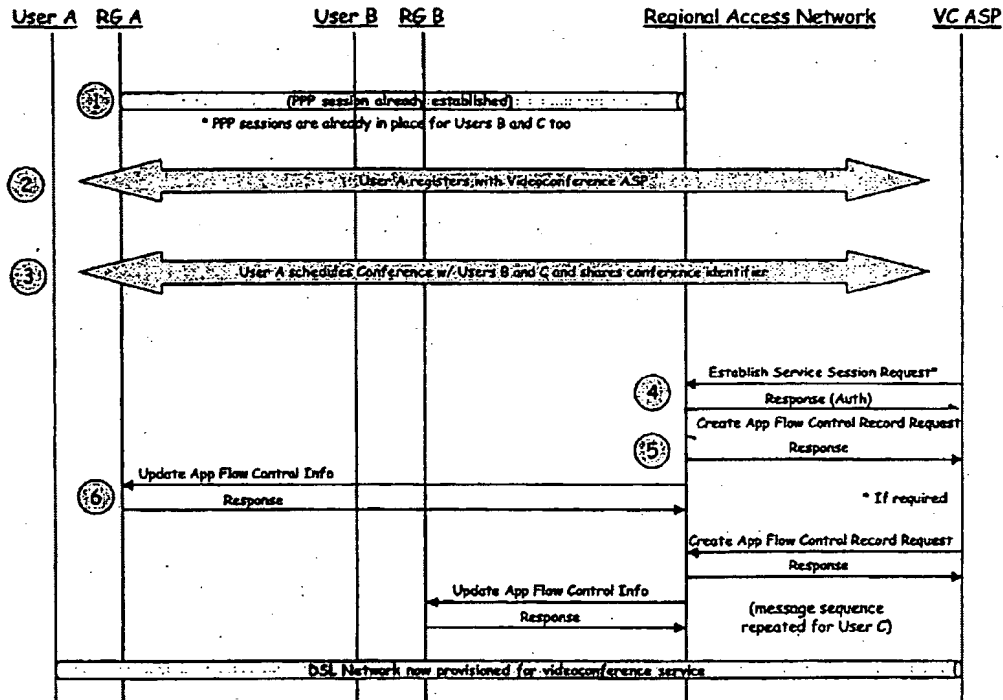 User A RG A User B RG B Regional Access Network VC ASP
1
(PPP session already established)
* PPP sessions are already in place for Users B and C too
2
User A registers with Videoconference ASP
3
User A schedules Conference w/ Users B and C and shares conference identifier
Establish Service Session Request*
4
Response (Auth)
Create App Flow Control Record Request
5
Response
Update App Flow Control Info
6
Response
* If required
Create App Flow Control Record Request
Response
Update App Flow Control Info
Response
(message sequence
repeated for User C)
DSL Network now provisioned for videoconference service